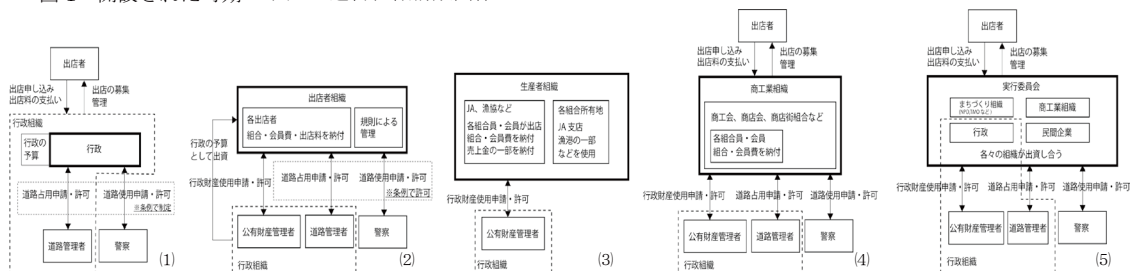 出店者
出店申し込み
出店料の支払い
出店の募集
管理
行政組織
行政の
予算
行政
道路占用申請・許可
道路使用申請・許可
※条例で制定
道路管理者
警察
(1)
出店者組織
各出店者
組合・会員費・出店料を納付
規則による
管理
行政の予算
として出資
行政財産使用申請・許可
道路占用申請・許可
道路使用申請・許可
※条例で許可
公有財産管理者
道路管理者
警察
行政組織
(2)
生産者組織
JA、漁協など
各組合員・会員が出店
組合・会員費を納付
売上金の一部を納付
各組合所有地
JA 支店
漁港の一部
などを使用
行政財産使用申請・許可
公有財産管理者
行政組織
(3)
出店者
出店申し込み
出店料の支払い
出店の募集
管理
商工業組織
商工会、商店会、商店街組合など
各組合員・会員
組合・会員費を納付
行政財産使用申請・許可
道路占用申請・許可
道路使用申請・許可
公有財産管理者
道路管理者
警察
行政組織
(4)
出店者
出店申し込み
出店料の支払い
出店の募集
管理
実行委員会
まちづくり組織
(NPO,TMOなど)
商工業組織
行政
民間企業
各々の組織が出資し合う
行政財産使用申請・許可
道路占用申請・許可
道路使用申請・許可
公有財産管理者
道路管理者
警察
行政組織
(5)